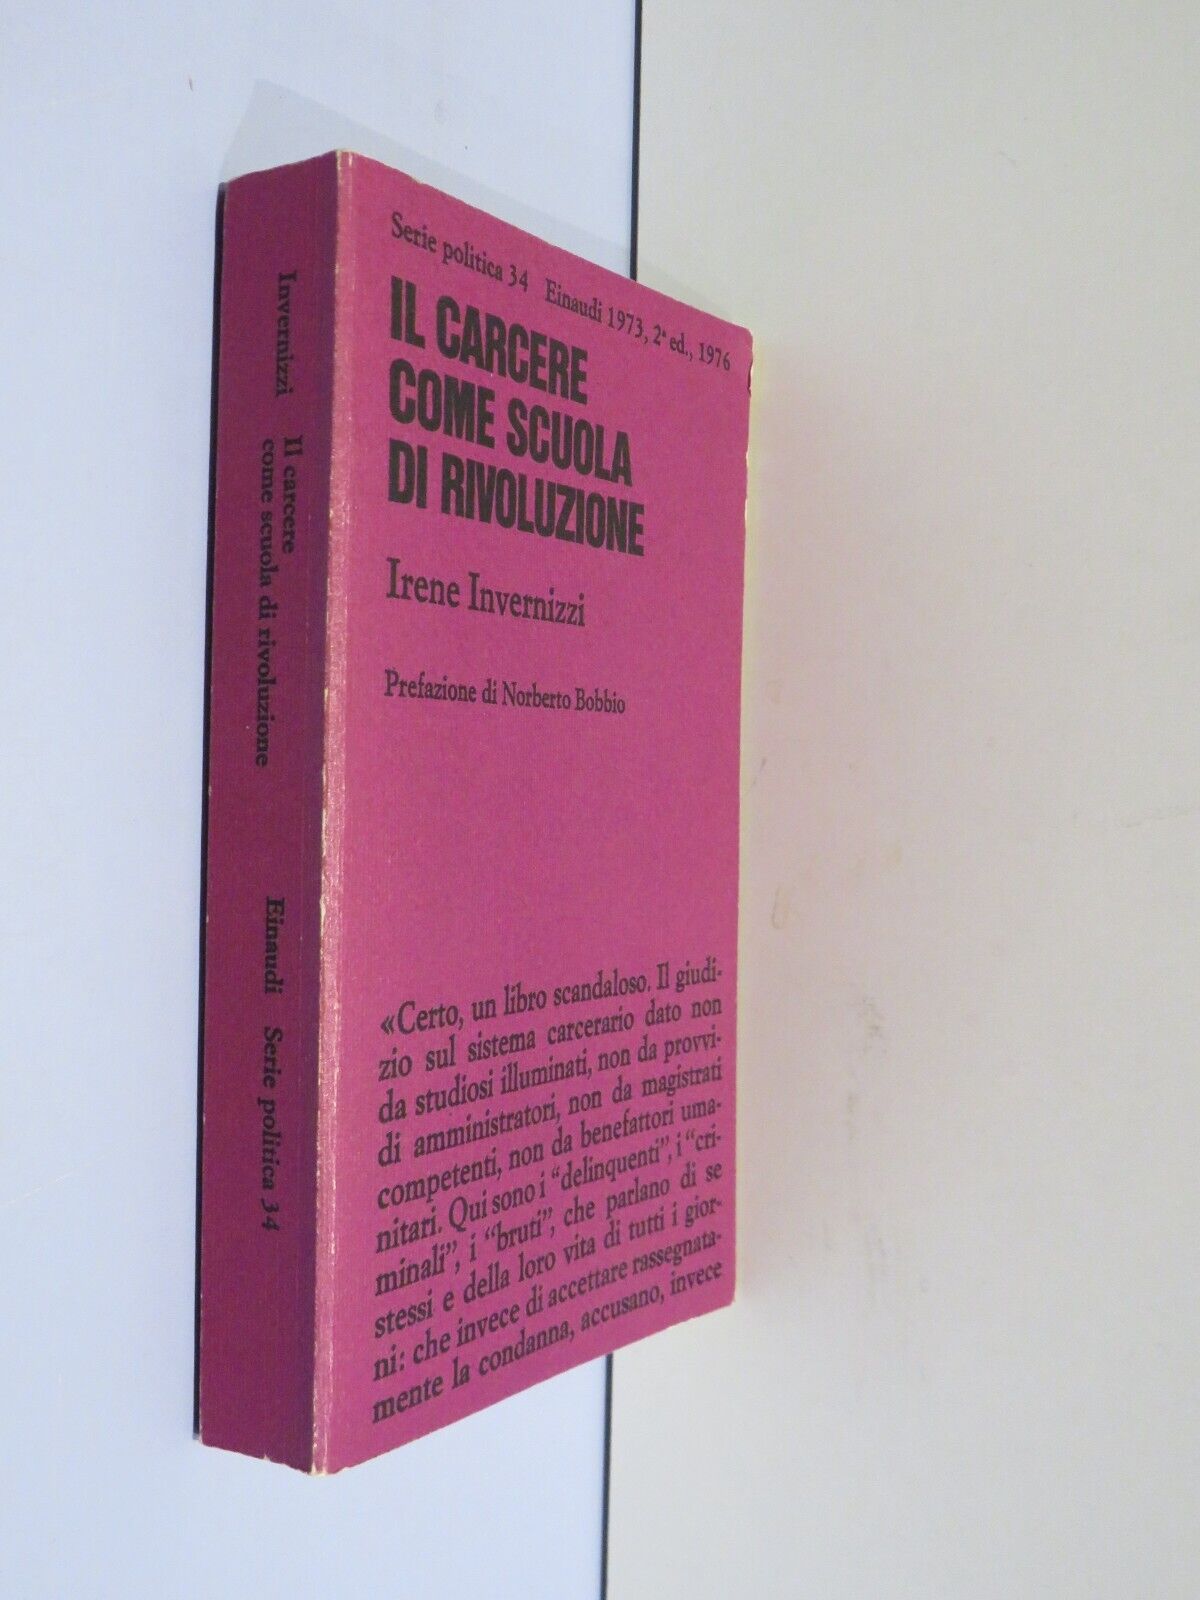 Serie politica 34 Einaudi 1973, 2ª ed., 1976
IL CARCERE
COME SCUOLA
DI RIVOLUZIONE
Irene Invernizzi
Prefazione di Norberto Bobbio
«Certo, un libro scandaloso. Il giudi-
zio sul sistema carcerario dato non
da studiosi illuminati, non da provvi-
di amministratori, non da magistrati
competenti, non da benefattori uma-
nitari. Qui sono i "delinquenti", i "cri-
minali", i "bruti", che parlano di se
stessi e della loro vita di tutti i gior-
ni: che invece di accettare rassegnata-
mente la condanna, accusano, invece
Invernizzi
Il carcere
come scuola di rivoluzione
Einaudi
Serie politica 34